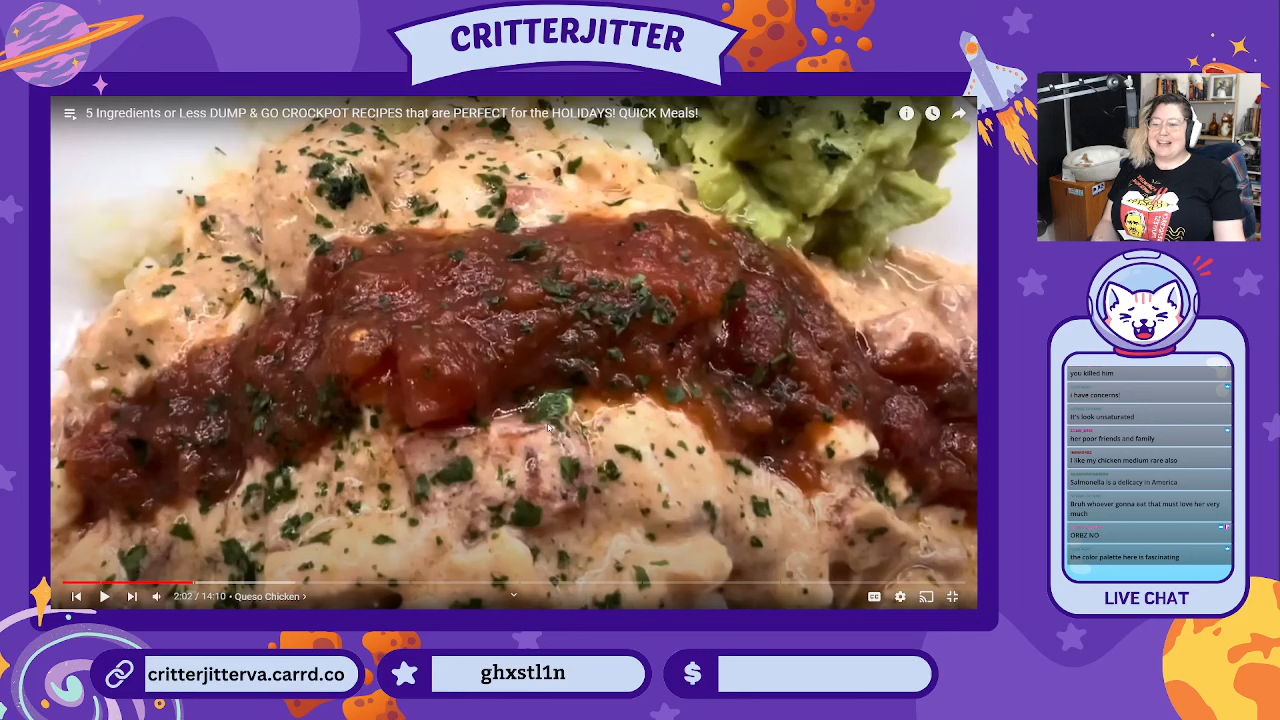 CRITTERJITTER
5 Ingredients or Less DUMP & GO CROCKPOT RECIPES that are PERFECT for the HOLIDAYS! QUICK Meals!
2:02 / 14:10 • Queso Chicken ›
CC
you killed him
i have concerns!
It's look unsaturated
her poor friends and family
I like my chicken medium rare also
Salmonella is a delicacy in America
Bruh whoever gonna eat that must love her very
much
ORBZ NO
the color palette here is fascinating
LIVE CHAT
critterjitterva.carrd.co
ghxstl1n
$